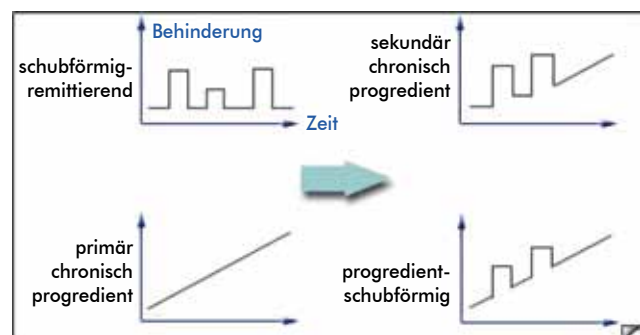 Behinderung
schubförmig-
remittierend
Zeit
sekundär
chronisch
progredient
primär
chronisch
progredient
progredient-
schubförmig